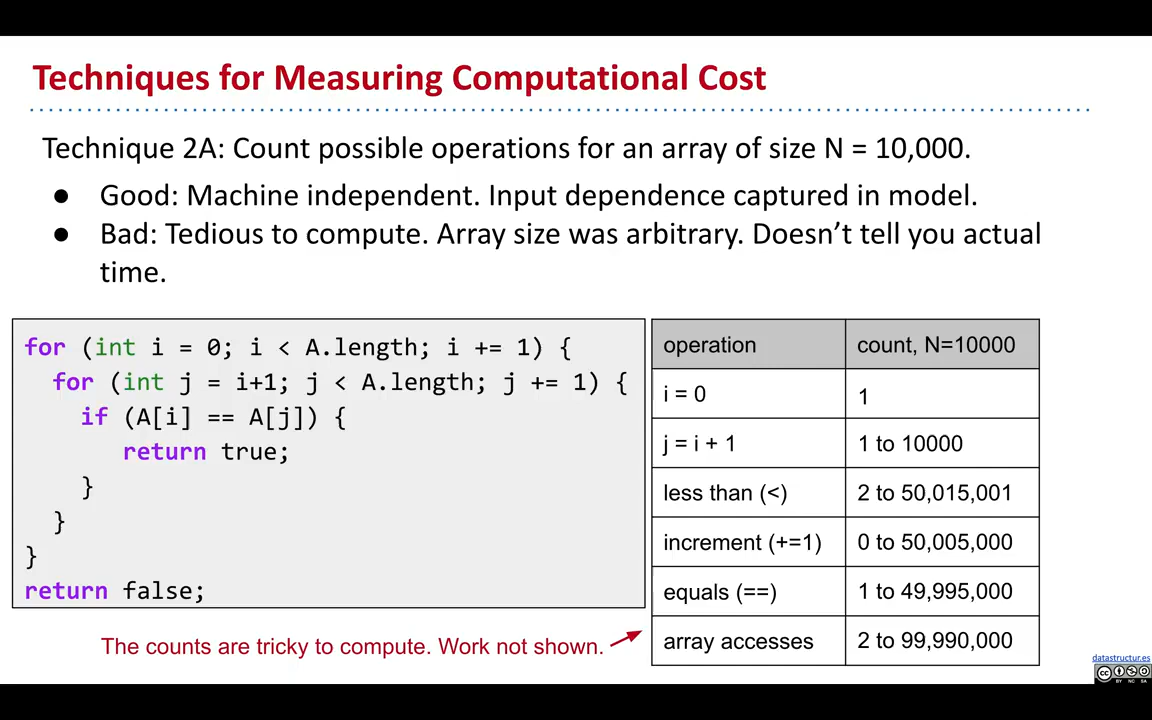 Techniques for Measuring Computational Cost
Technique 2A: Count possible operations for an array of size N = 10,000.
● Good: Machine independent. Input dependence captured in model.
● Bad: Tedious to compute. Array size was arbitrary. Doesn’t tell you actual
time.
for (int i = 0; i < A.length; i += 1) {
  for (int j = i+1; j < A.length; j += 1) {
    if (A[i] == A[j]) {
       return true;
    }
  }
}
return false;
The counts are tricky to compute. Work not shown.
operation count, N=10000
i = 0 1
j = i + 1 1 to 10000
less than (<) 2 to 50,015,001
increment (+=1) 0 to 50,005,000
equals (==) 1 to 49,995,000
array accesses 2 to 99,990,000
datastructur.es
BY NC SA